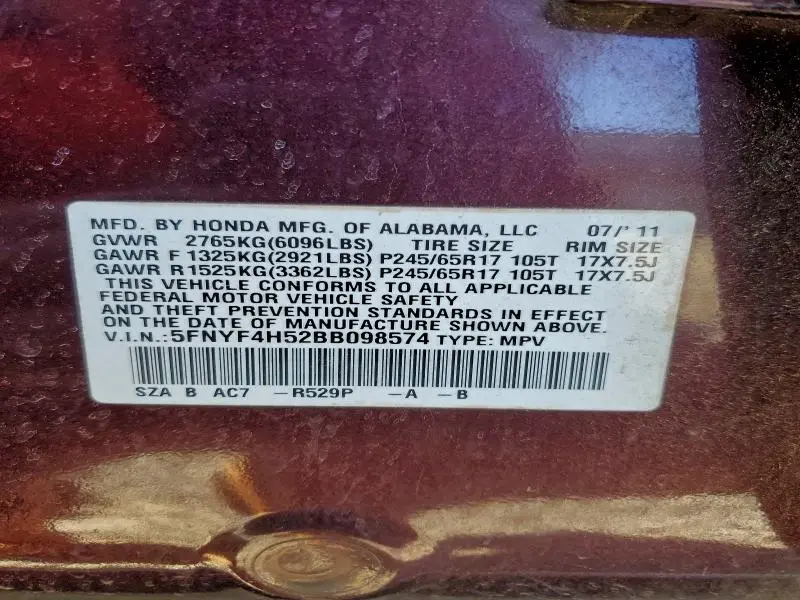 MFD. BY HONDA MFG. OF ALABAMA, LLC 07/'11
GVWR 2765KG(6096LBS) TIRE SIZE RIM SIZE
GAWR F 1325KG(2921LBS) P245/65R17 105T 17X7.5J
GAWR R1525KG(3362LBS) P245/65R17 105T 17X7.5J
THIS VEHICLE CONFORMS TO ALL APPLICABLE
FEDERAL MOTOR VEHICLE SAFETY
AND THEFT PREVENTION STANDARDS IN EFFECT
ON THE DATE OF MANUFACTURE SHOWN ABOVE.
V.I.N.: 5FNYF4H52BB098574 TYPE: MPV
SZA B AC7 -R529P -A -B